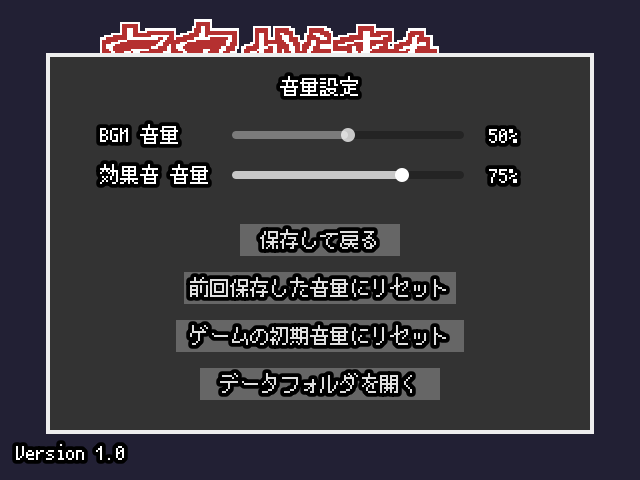 音量設定
BGM 音量 50%
効果音 音量 75%
保存して戻る
前回保存した音量にリセット
ゲームの初期音量にリセット
データフォルダを開く
Version 1.0